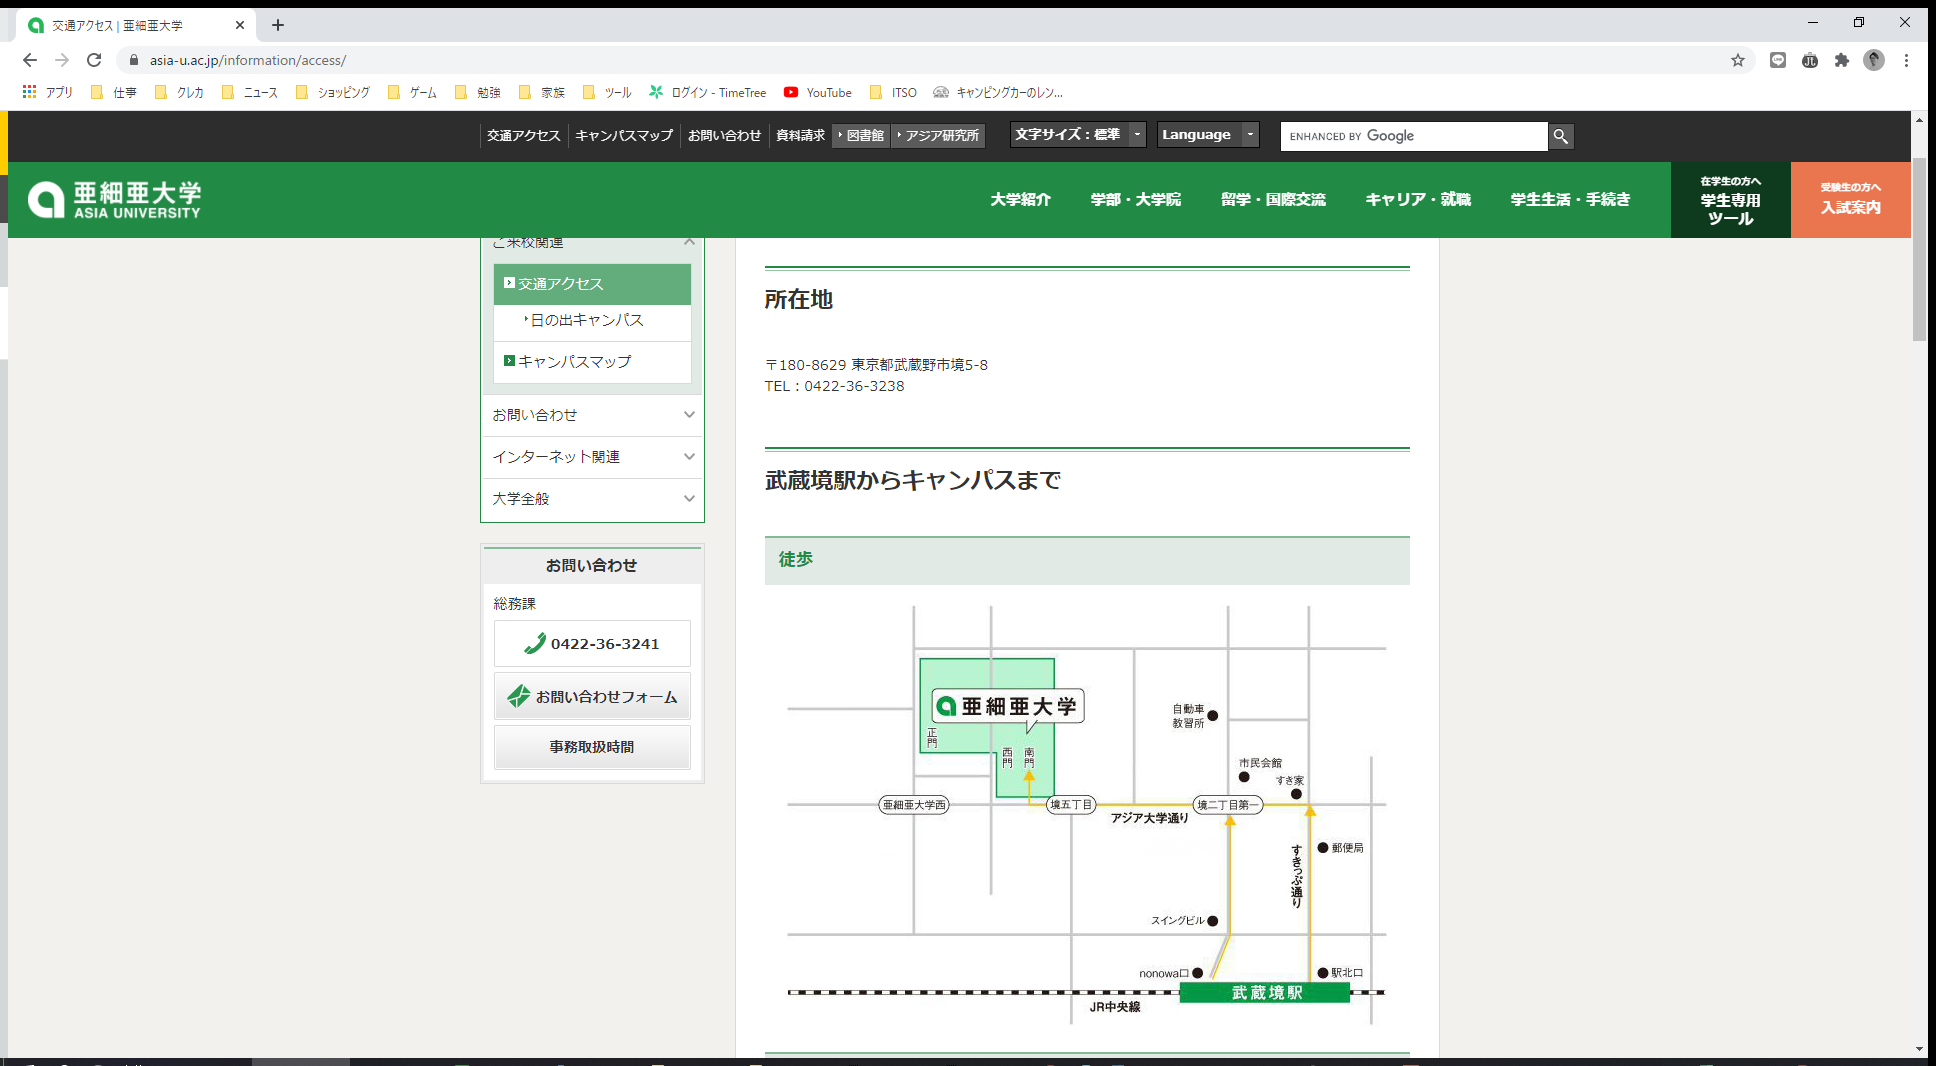 交通アクセス | 亜細亜大学
asia-u.ac.jp/information/access/
アプリ 仕事 クレカ ニュース ショッピング ゲーム 勉強 家族 ツール ログイン - TimeTree YouTube ITSO キャンピングカーのレン...
交通アクセス キャンパスマップ お問い合わせ 資料請求 図書館 アジア研究所 文字サイズ：標準 Language ENHANCED BY Google
亜細亜大学
ASIA UNIVERSITY
大学紹介 学部・大学院 留学・国際交流 キャリア・就職 学生生活・手続き
在学生の方へ
学生専用
ツール
受験生の方へ
入試案内
ご来校関連
交通アクセス
日の出キャンパス
キャンパスマップ
お問い合わせ
インターネット関連
大学全般
お問い合わせ
総務課
0422-36-3241
お問い合わせフォーム
事務取扱時間
所在地
〒180-8629 東京都武蔵野市境5-8
TEL：0422-36-3238
武蔵境駅からキャンパスまで
徒歩
亜細亜大学
正門
西門
南門
自動車
教習所
市民会館
すき家
亜細亜大学西
境五丁目
境二丁目第一
アジア大学通り
郵便局
すきっぷ通り
スイングビル
nonowa口
駅北口
武蔵境駅
JR中央線